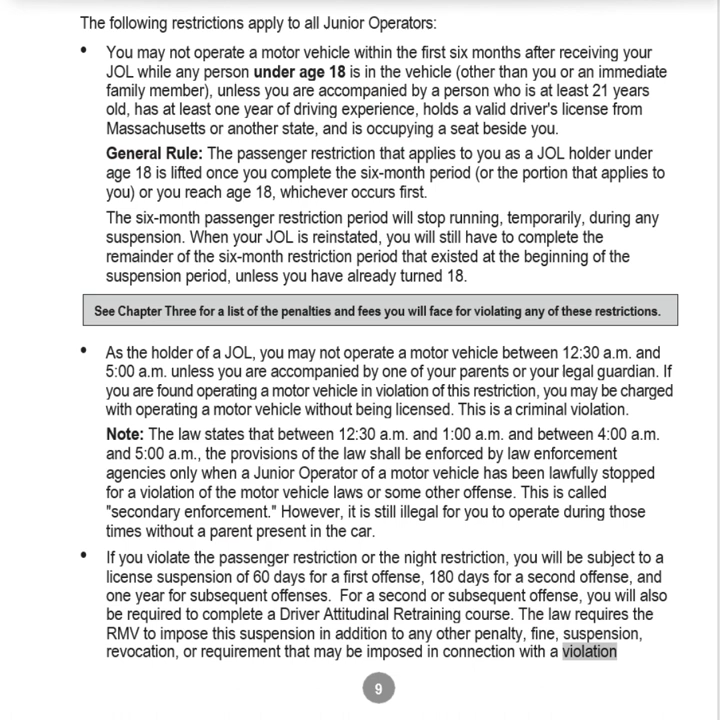 The following restrictions apply to all Junior Operators:
• You may not operate a motor vehicle within the first six months after receiving your
JOL while any person under age 18 is in the vehicle (other than you or an immediate
family member), unless you are accompanied by a person who is at least 21 years
old, has at least one year of driving experience, holds a valid driver's license from
Massachusetts or another state, and is occupying a seat beside you.
General Rule: The passenger restriction that applies to you as a JOL holder under
age 18 is lifted once you complete the six-month period (or the portion that applies to
you) or you reach age 18, whichever occurs first.
The six-month passenger restriction period will stop running, temporarily, during any
suspension. When your JOL is reinstated, you will still have to complete the
remainder of the six-month restriction period that existed at the beginning of the
suspension period, unless you have already turned 18.
See Chapter Three for a list of the penalties and fees you will face for violating any of these restrictions.
• As the holder of a JOL, you may not operate a motor vehicle between 12:30 a.m. and
5:00 a.m. unless you are accompanied by one of your parents or your legal guardian. If
you are found operating a motor vehicle in violation of this restriction, you may be charged
with operating a motor vehicle without being licensed. This is a criminal violation.
Note: The law states that between 12:30 a.m. and 1:00 a.m. and between 4:00 a.m.
and 5:00 a.m., the provisions of the law shall be enforced by law enforcement
agencies only when a Junior Operator of a motor vehicle has been lawfully stopped
for a violation of the motor vehicle laws or some other offense. This is called
"secondary enforcement." However, it is still illegal for you to operate during those
times without a parent present in the car.
• If you violate the passenger restriction or the night restriction, you will be subject to a
license suspension of 60 days for a first offense, 180 days for a second offense, and
one year for subsequent offenses. For a second or subsequent offense, you will also
be required to complete a Driver Attitudinal Retraining course. The law requires the
RMV to impose this suspension in addition to any other penalty, fine, suspension,
revocation, or requirement that may be imposed in connection with a violation
9